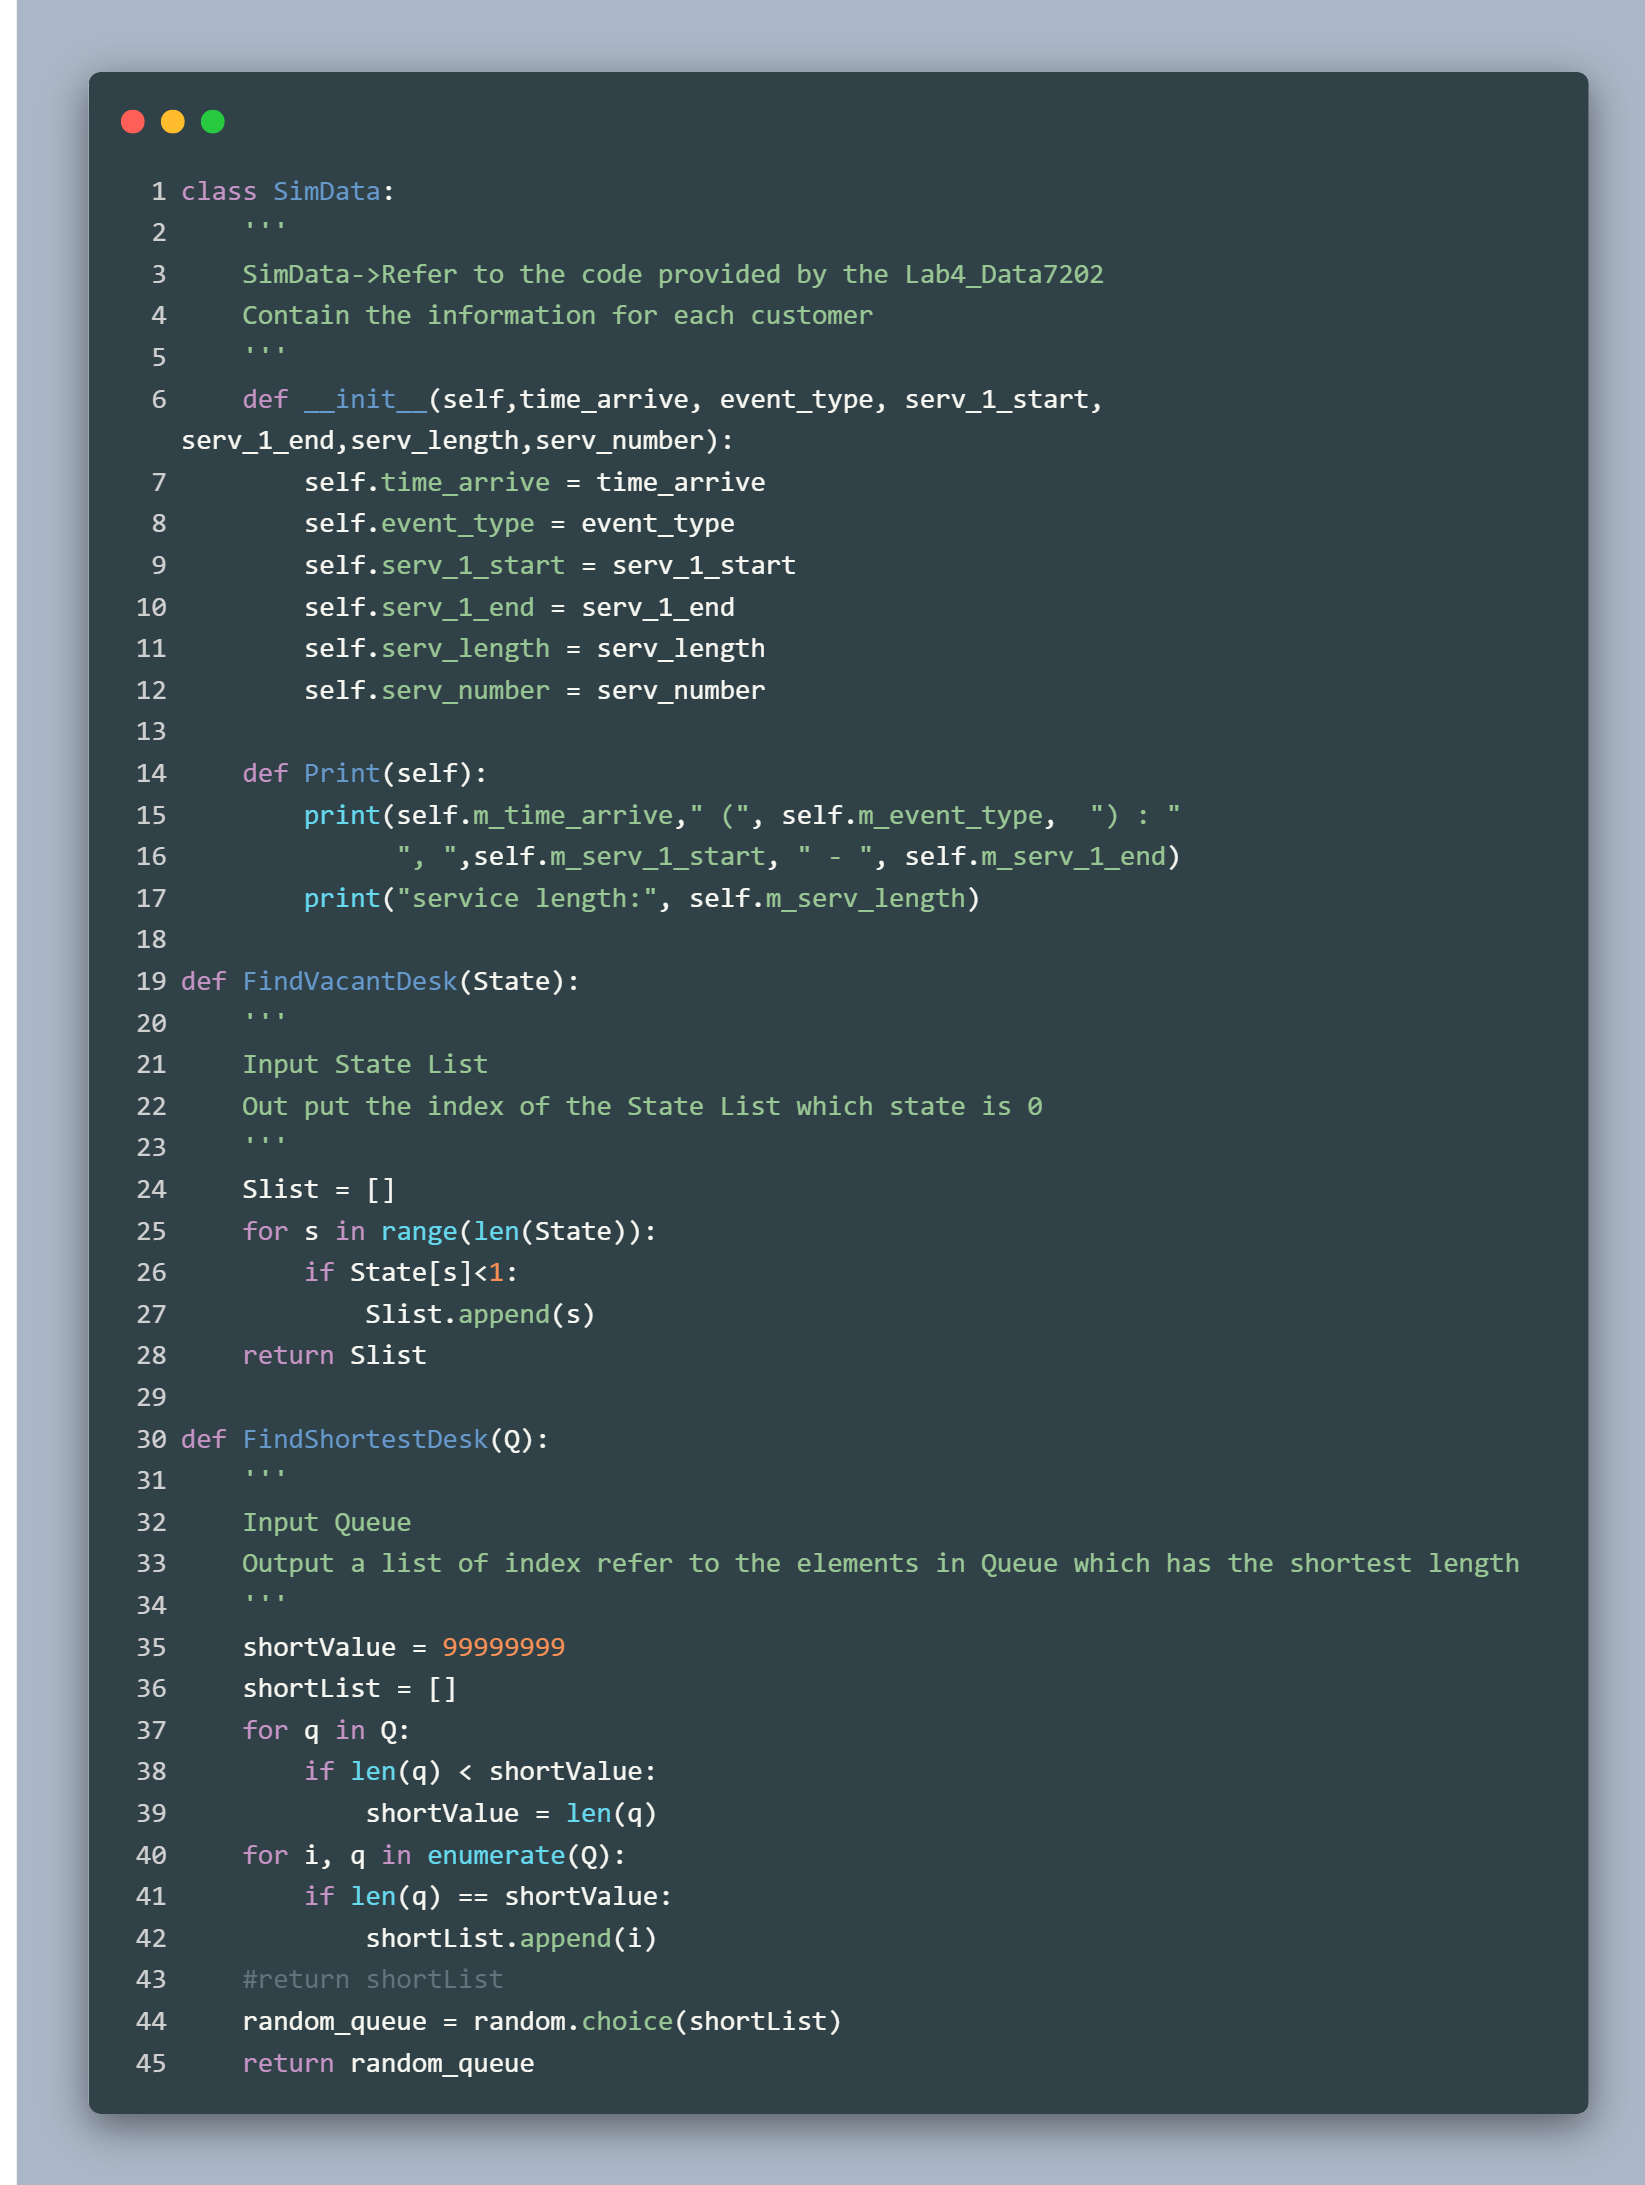 1 class SimData:
2     '''
3     SimData->Refer to the code provided by the Lab4_Data7202
4     Contain the information for each customer
5     '''
6     def __init__(self,time_arrive, event_type, serv_1_start,
serv_1_end,serv_length,serv_number):
7         self.time_arrive = time_arrive
8         self.event_type = event_type
9         self.serv_1_start = serv_1_start
10         self.serv_1_end = serv_1_end
11         self.serv_length = serv_length
12         self.serv_number = serv_number
13
14     def Print(self):
15         print(self.m_time_arrive," (", self.m_event_type,  ") : "
16               ", ",self.m_serv_1_start, " - ", self.m_serv_1_end)
17         print("service length:", self.m_serv_length)
18
19 def FindVacantDesk(State):
20     '''
21     Input State List
22     Out put the index of the State List which state is 0
23     '''
24     Slist = []
25     for s in range(len(State)):
26         if State[s]<1:
27             Slist.append(s)
28     return Slist
29
30 def FindShortestDesk(Q):
31     '''
32     Input Queue
33     Output a list of index refer to the elements in Queue which has the shortest length
34     '''
35     shortValue = 99999999
36     shortList = []
37     for q in Q:
38         if len(q) < shortValue:
39             shortValue = len(q)
40     for i, q in enumerate(Q):
41         if len(q) == shortValue:
42             shortList.append(i)
43     #return shortList
44     random_queue = random.choice(shortList)
45     return random_queue